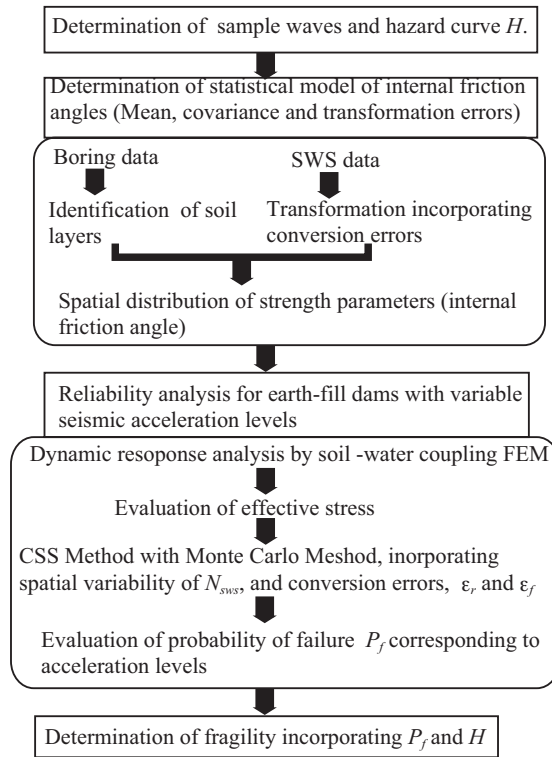 Determination of sample waves and hazard curve H.
Determination of statistical model of internal friction
angles (Mean, covariance and transformation errors)
Boring data
SWS data
Identification of soil
layers
Transformation incorporating
conversion errors
Spatial distribution of strength parameters (internal
friction angle)
Reliability analysis for earth-fill dams with variable
seismic acceleration levels
Dynamic resoponse analysis by soil -water coupling FEM
Evaluation of effective stress
CSS Method with Monte Carlo Meshod, inorporating
spatial variability of Nsws, and conversion errors, εr and εf
Evaluation of probability of failure Pf corresponding to
acceleration levels
Determination of fragility incorporating Pf and H